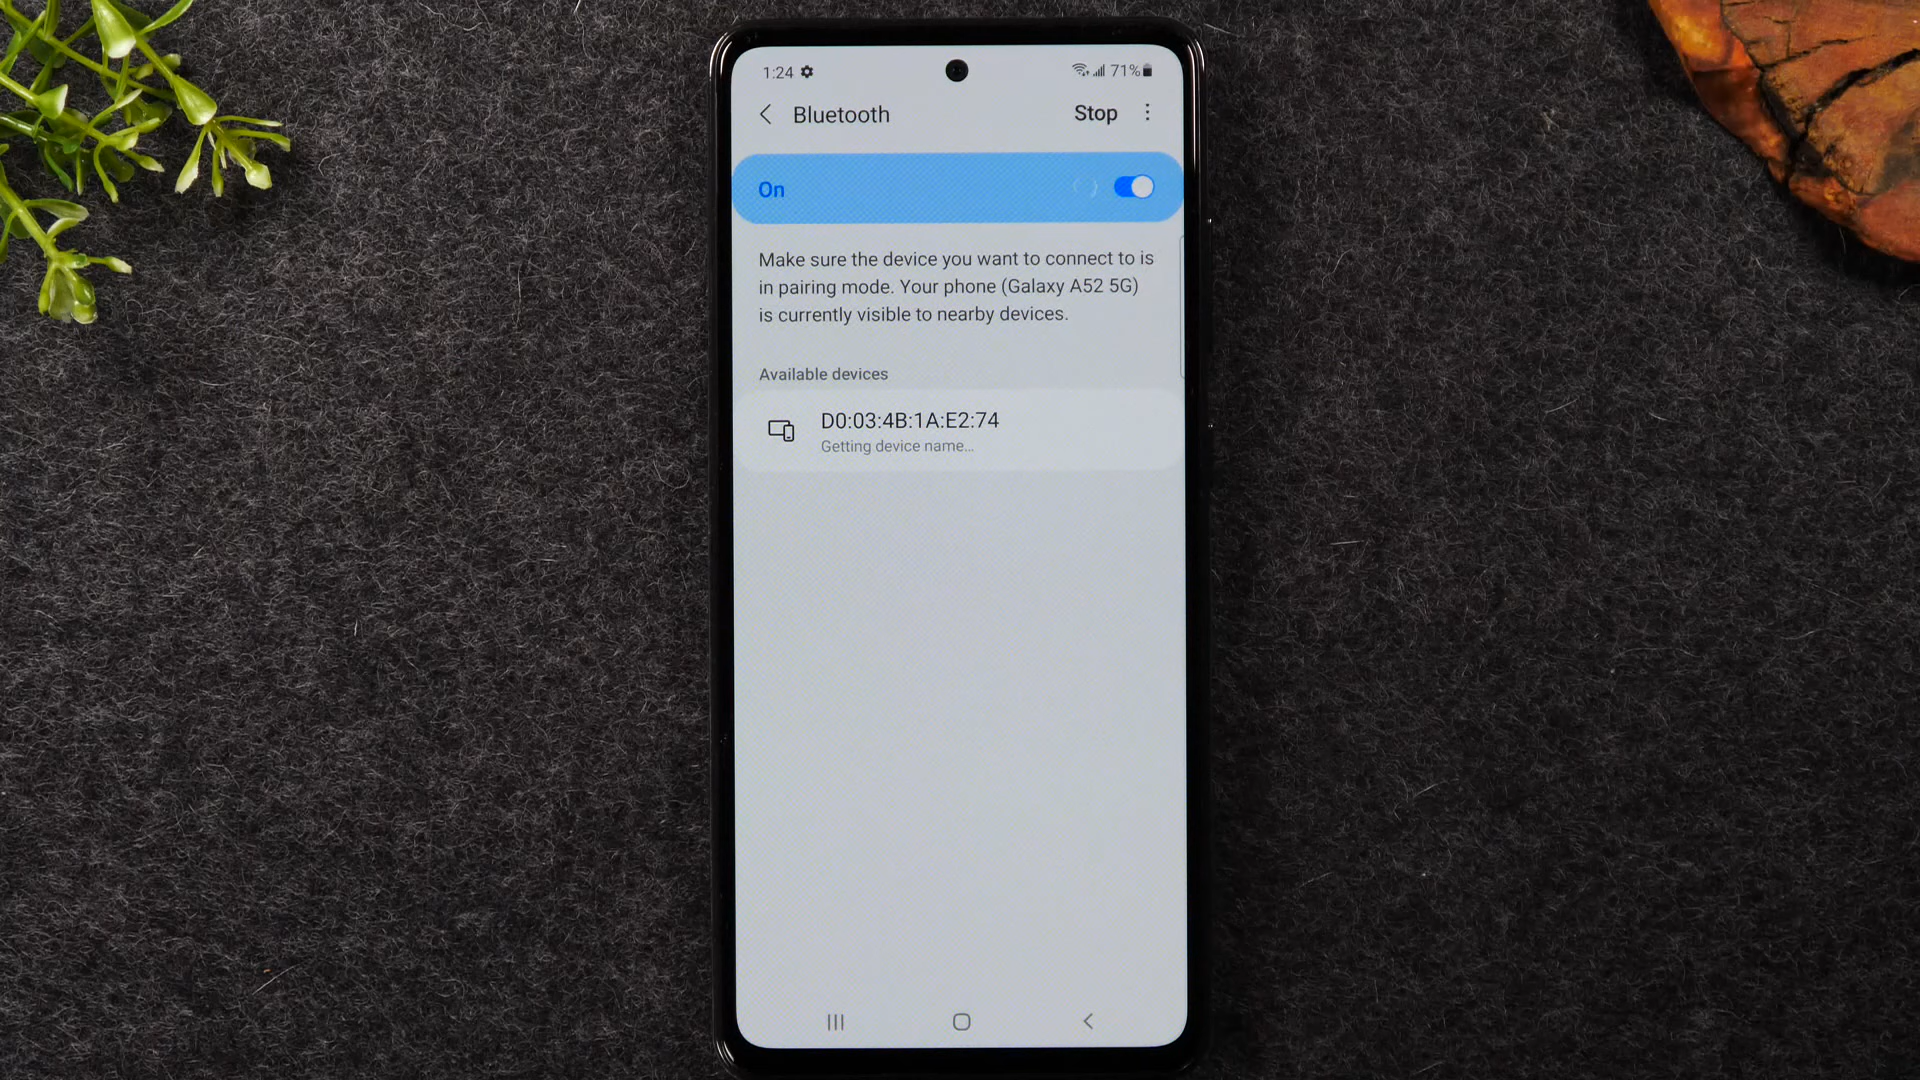 1:24 71%
Bluetooth Stop
On
Make sure the device you want to connect to is
in pairing mode. Your phone (Galaxy A52 5G)
is currently visible to nearby devices.
Available devices
D0:03:4B:1A:E2:74
Getting device name...